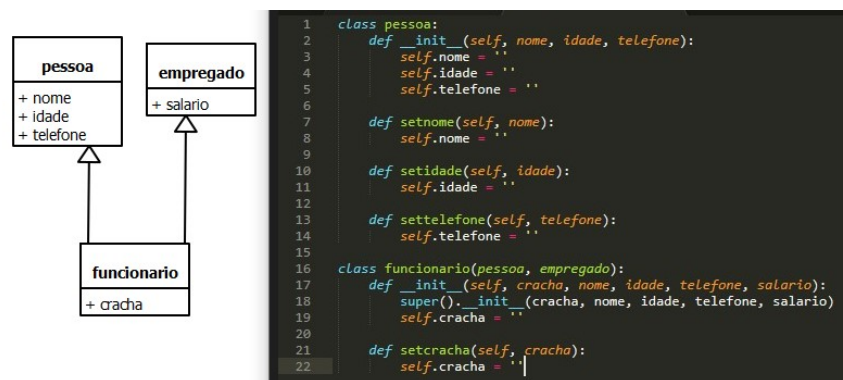 pessoa
+ nome
+ idade
+ telefone
empregado
+ salario
funcionario
+ cracha
1 class pessoa:
2     def __init__(self, nome, idade, telefone):
3         self.nome = ''
4         self.idade = ''
5         self.telefone = ''
6
7     def setnome(self, nome):
8         self.nome = ''
9
10     def setidade(self, idade):
11         self.idade = ''
12
13     def settelefone(self, telefone):
14         self.telefone = ''
15
16 class funcionario(pessoa, empregado):
17     def __init__(self, cracha, nome, idade, telefone, salario):
18         super().__init__(cracha, nome, idade, telefone, salario)
19         self.cracha = ''
20
21     def setcracha(self, cracha):
22         self.cracha = ''